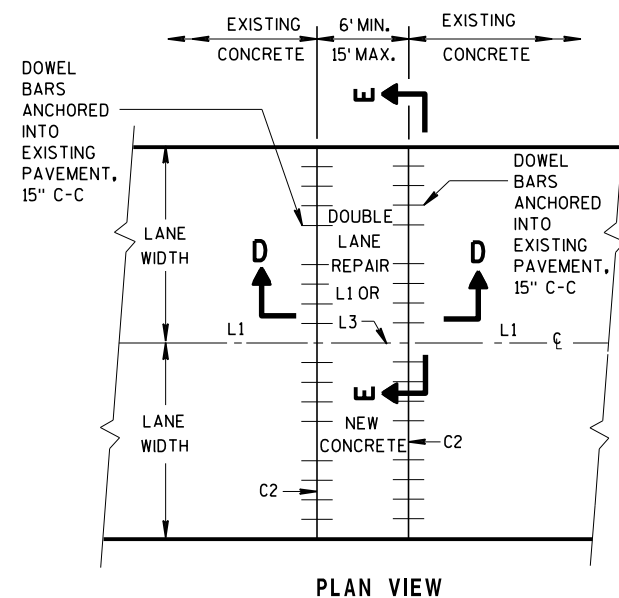 EXISTING
CONCRETE
6' MIN.
15' MAX.
EXISTING
CONCRETE
DOWEL
BARS
ANCHORED
INTO
EXISTING
PAVEMENT,
15" C-C
E
DOWEL
BARS
ANCHORED
INTO
EXISTING
PAVEMENT,
15" C-C
LANE
WIDTH
D
DOUBLE
LANE
REPAIR
L1 OR
L3
D
L1
L1
℄
E
LANE
WIDTH
NEW
CONCRETE
C2
C2
PLAN VIEW